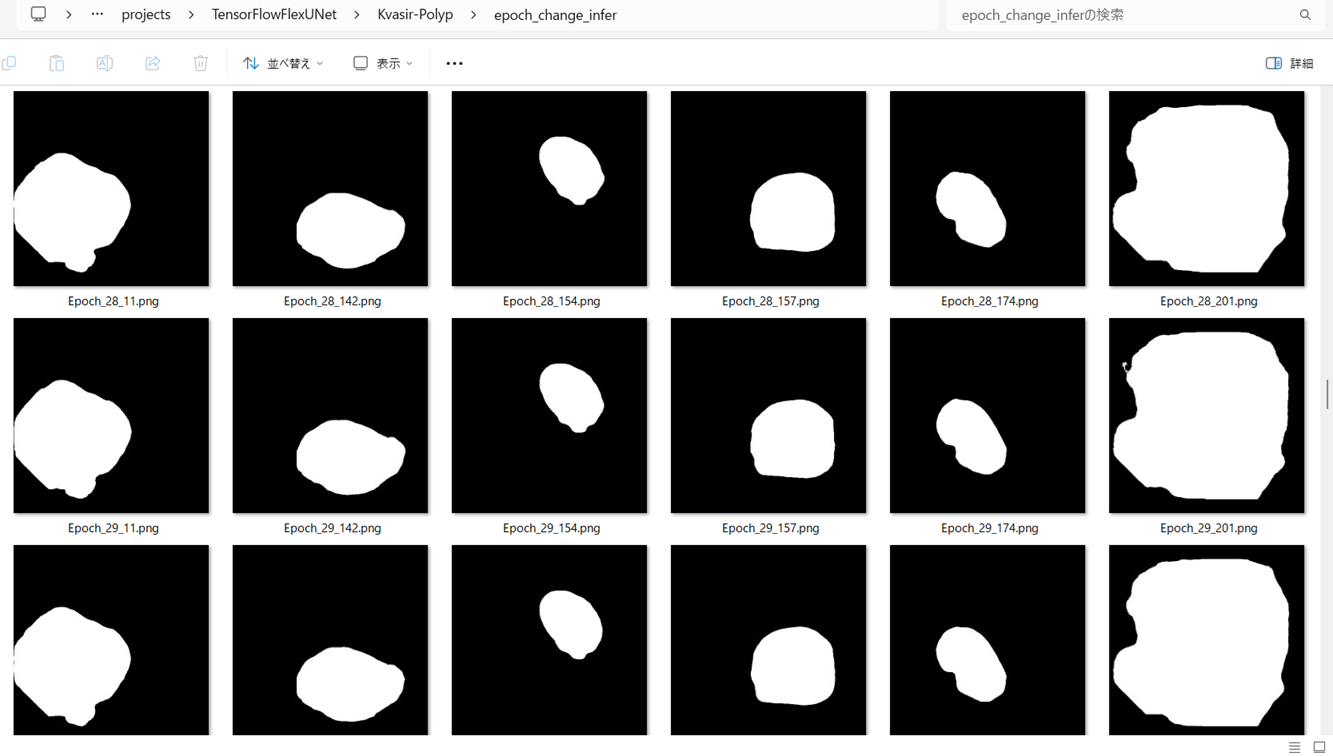 projects > TensorFlowFlexUNet > Kvasir-Polyp > epoch_change_infer
epoch_change_inferの検索
並べ替え 表示 詳細
Epoch_28_11.png Epoch_28_142.png Epoch_28_154.png Epoch_28_157.png Epoch_28_174.png Epoch_28_201.png
Epoch_29_11.png Epoch_29_142.png Epoch_29_154.png Epoch_29_157.png Epoch_29_174.png Epoch_29_201.png